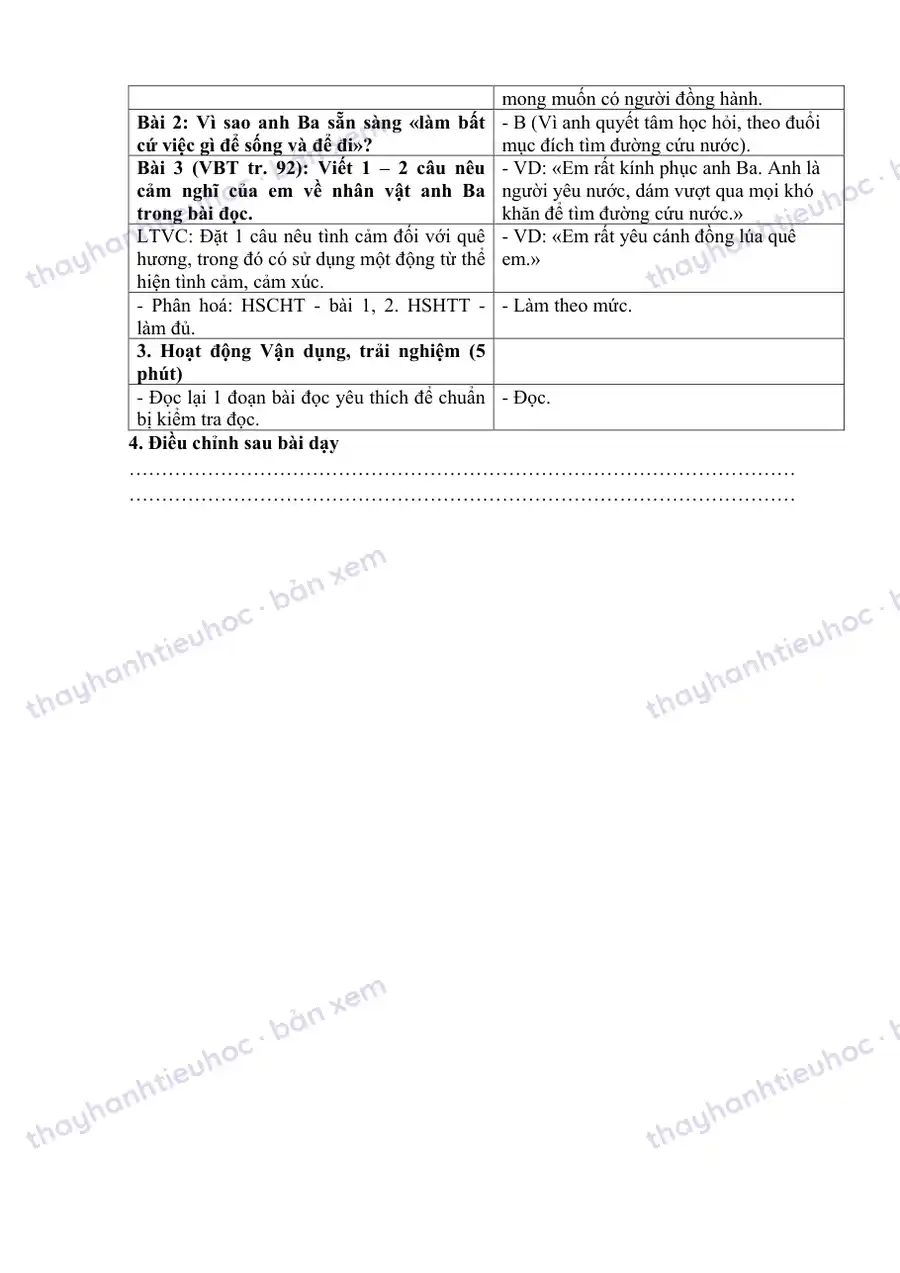 mong muốn có người đồng hành.
Bài 2: Vì sao anh Ba sẵn sàng «làm bất
cứ việc gì để sống và để đi»?
- B (Vì anh quyết tâm học hỏi, theo đuổi
mục đích tìm đường cứu nước).
Bài 3 (VBT tr. 92): Viết 1 – 2 câu nêu
cảm nghĩ của em về nhân vật anh Ba
trong bài đọc.
- VD: «Em rất kính phục anh Ba. Anh là
người yêu nước, dám vượt qua mọi khó
khăn để tìm đường cứu nước.»
LTVC: Đặt 1 câu nêu tình cảm đối với quê
hương, trong đó có sử dụng một động từ thể
hiện tình cảm, cảm xúc.
- VD: «Em rất yêu cánh đồng lúa quê
em.»
- Phân hoá: HSCHT - bài 1, 2. HSHTT -
làm đủ.
- Làm theo mức.
3. Hoạt động Vận dụng, trải nghiệm (5
phút)
- Đọc lại 1 đoạn bài đọc yêu thích để chuẩn
bị kiểm tra đọc.
- Đọc.
4. Điều chỉnh sau bài dạy
……………………………………………………………………………………
……………………………………………………………………………………
thayhanhtieuhoc · bản xem
thayhanhtieuhoc · b
thayhanhtieuhoc · bản xem
thayhanhtieuhoc · b
thayhanhtieuhoc · bản xem
thayhanhtieuhoc · b